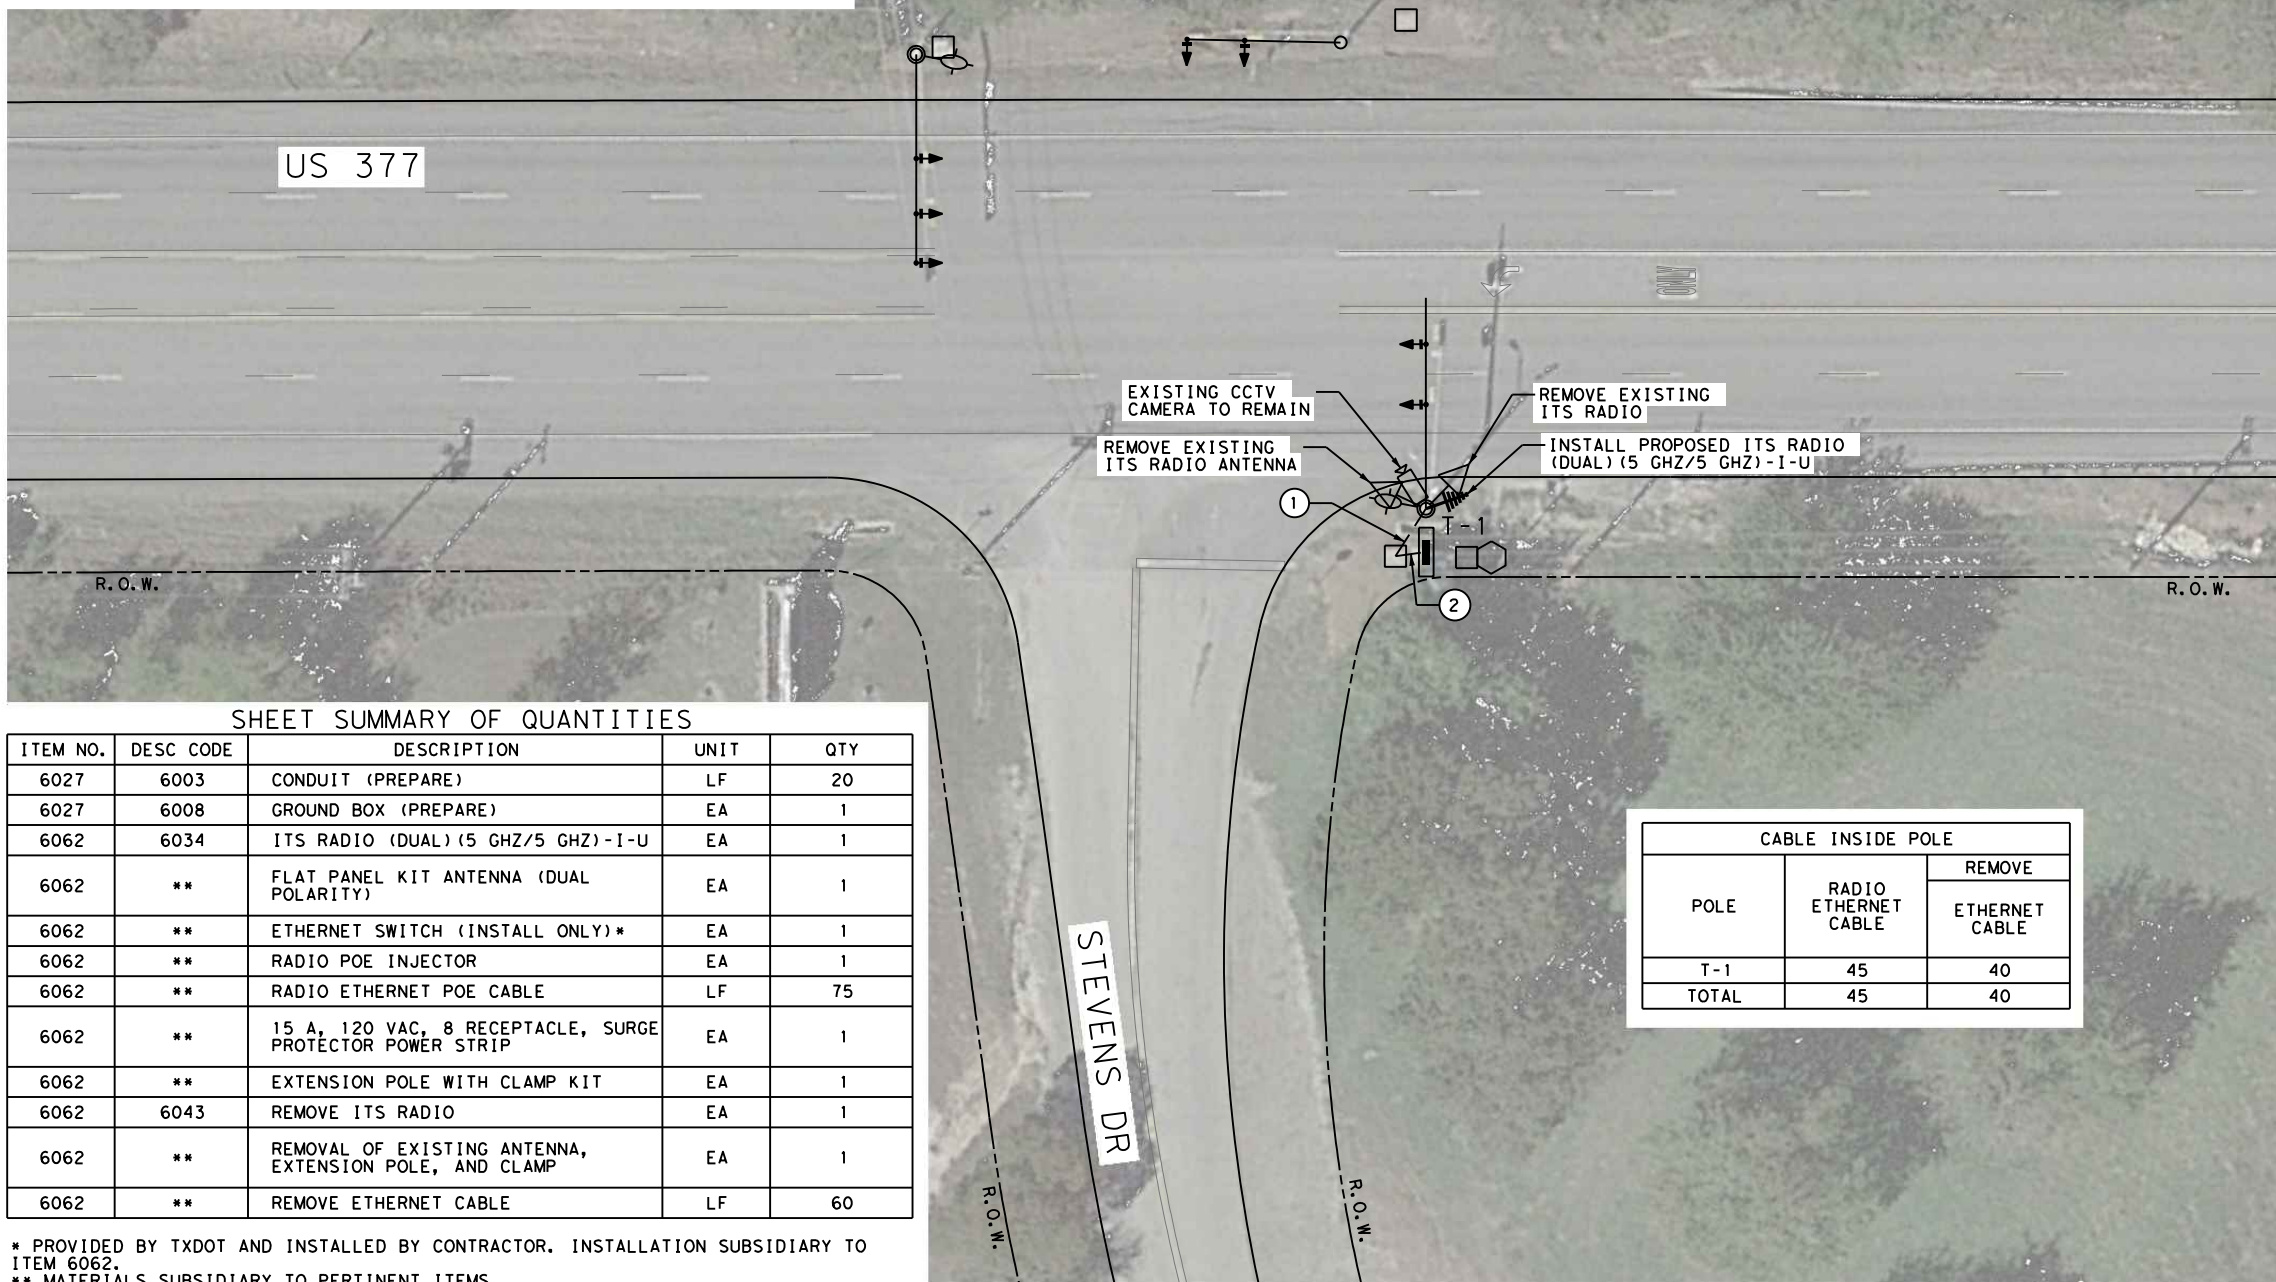 US 377
EXISTING CCTV
CAMERA TO REMAIN
REMOVE EXISTING
ITS RADIO
REMOVE EXISTING
ITS RADIO ANTENNA
INSTALL PROPOSED ITS RADIO
(DUAL)(5 GHZ/5 GHZ)-I-U
ONLY
1
T-1
2
R.O.W.
R.O.W.
STEVENS DR
R.O.W.
R.O.W.
SHEET SUMMARY OF QUANTITIES
ITEM NO. DESC CODE DESCRIPTION UNIT QTY
6027 6003 CONDUIT (PREPARE) LF 20
6027 6008 GROUND BOX (PREPARE) EA 1
6062 6034 ITS RADIO (DUAL)(5 GHZ/5 GHZ)-I-U EA 1
6062 ** FLAT PANEL KIT ANTENNA (DUAL
POLARITY) EA 1
6062 ** ETHERNET SWITCH (INSTALL ONLY)* EA 1
6062 ** RADIO POE INJECTOR EA 1
6062 ** RADIO ETHERNET POE CABLE LF 75
6062 ** 15 A, 120 VAC, 8 RECEPTACLE, SURGE
PROTECTOR POWER STRIP EA 1
6062 ** EXTENSION POLE WITH CLAMP KIT EA 1
6062 6043 REMOVE ITS RADIO EA 1
6062 ** REMOVAL OF EXISTING ANTENNA,
EXTENSION POLE, AND CLAMP EA 1
6062 ** REMOVE ETHERNET CABLE LF 60
* PROVIDED BY TXDOT AND INSTALLED BY CONTRACTOR. INSTALLATION SUBSIDIARY TO
ITEM 6062.
** MATERIALS SUBSIDIARY TO PERTINENT ITEMS
CABLE INSIDE POLE
POLE
RADIO
ETHERNET
CABLE
REMOVE
ETHERNET
CABLE
T-1 45 40
TOTAL 45 40